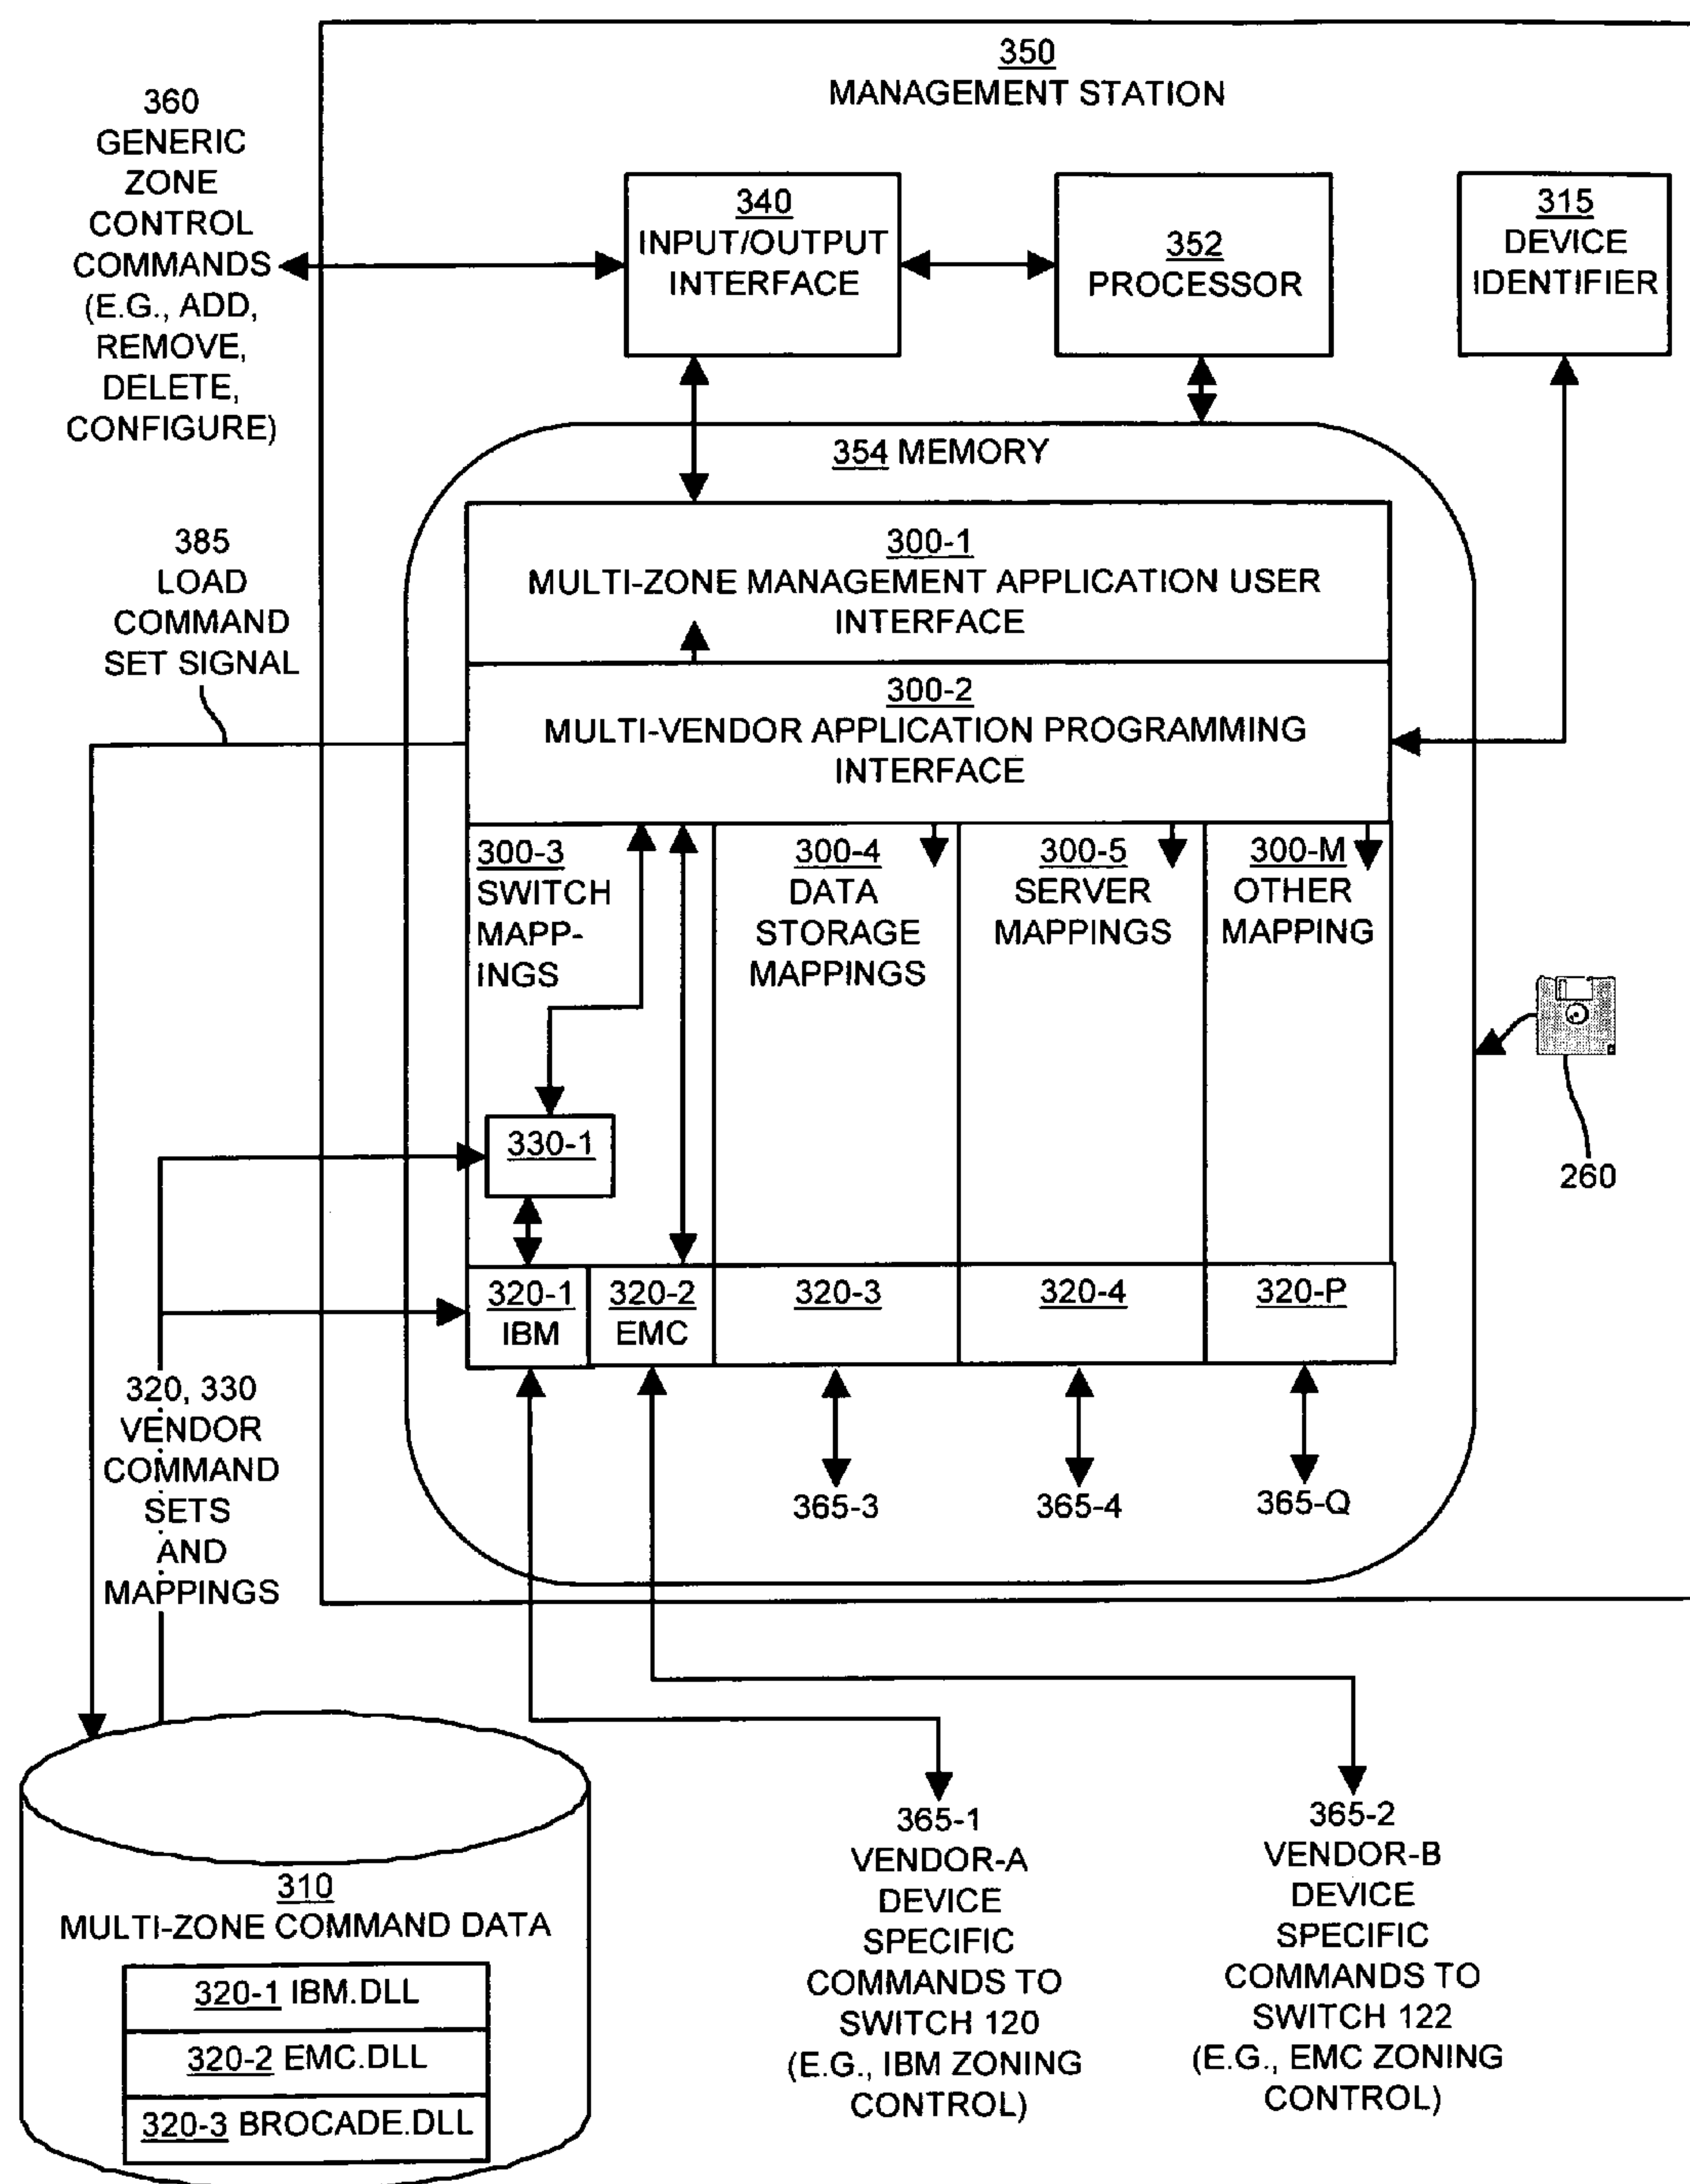 350
MANAGEMENT STATION
360
GENERIC
ZONE
CONTROL
COMMANDS
(E.G., ADD,
REMOVE,
DELETE,
CONFIGURE)
340
INPUT/OUTPUT
INTERFACE
352
PROCESSOR
315
DEVICE
IDENTIFIER
354 MEMORY
385
LOAD
COMMAND
SET SIGNAL
300-1
MULTI-ZONE MANAGEMENT APPLICATION USER
INTERFACE
300-2
MULTI-VENDOR APPLICATION PROGRAMMING
INTERFACE
300-3
SWITCH
MAPP-
INGS
300-4
DATA
STORAGE
MAPPINGS
300-5
SERVER
MAPPINGS
300-M
OTHER
MAPPING
260
330-1
320-1
IBM
320-2
EMC
320-3
320-4
320-P
320, 330
VENDOR
COMMAND
SETS
AND
MAPPINGS
365-3
365-4
365-Q
310
MULTI-ZONE COMMAND DATA
320-1 IBM.DLL
320-2 EMC.DLL
320-3 BROCADE.DLL
365-1
VENDOR-A
DEVICE
SPECIFIC
COMMANDS TO
SWITCH 120
(E.G., IBM ZONING
CONTROL)
365-2
VENDOR-B
DEVICE
SPECIFIC
COMMANDS TO
SWITCH 122
(E.G., EMC ZONING
CONTROL)